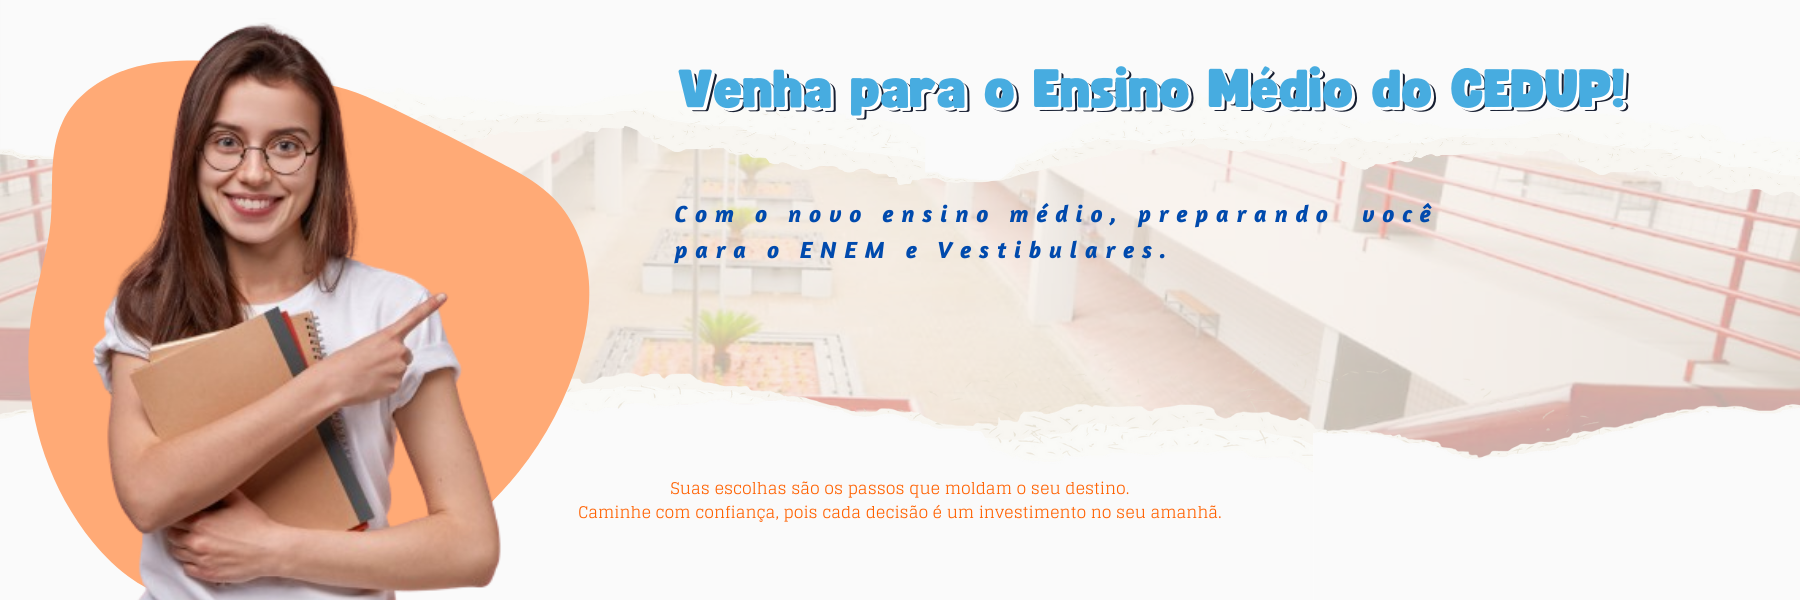 Venha para o Ensino Médio do CEDUP!
Com o novo ensino médio, preparando você
para o ENEM e Vestibulares.
Suas escolhas são os passos que moldam o seu destino.
Caminhe com confiança, pois cada decisão é um investimento no seu amanhã.